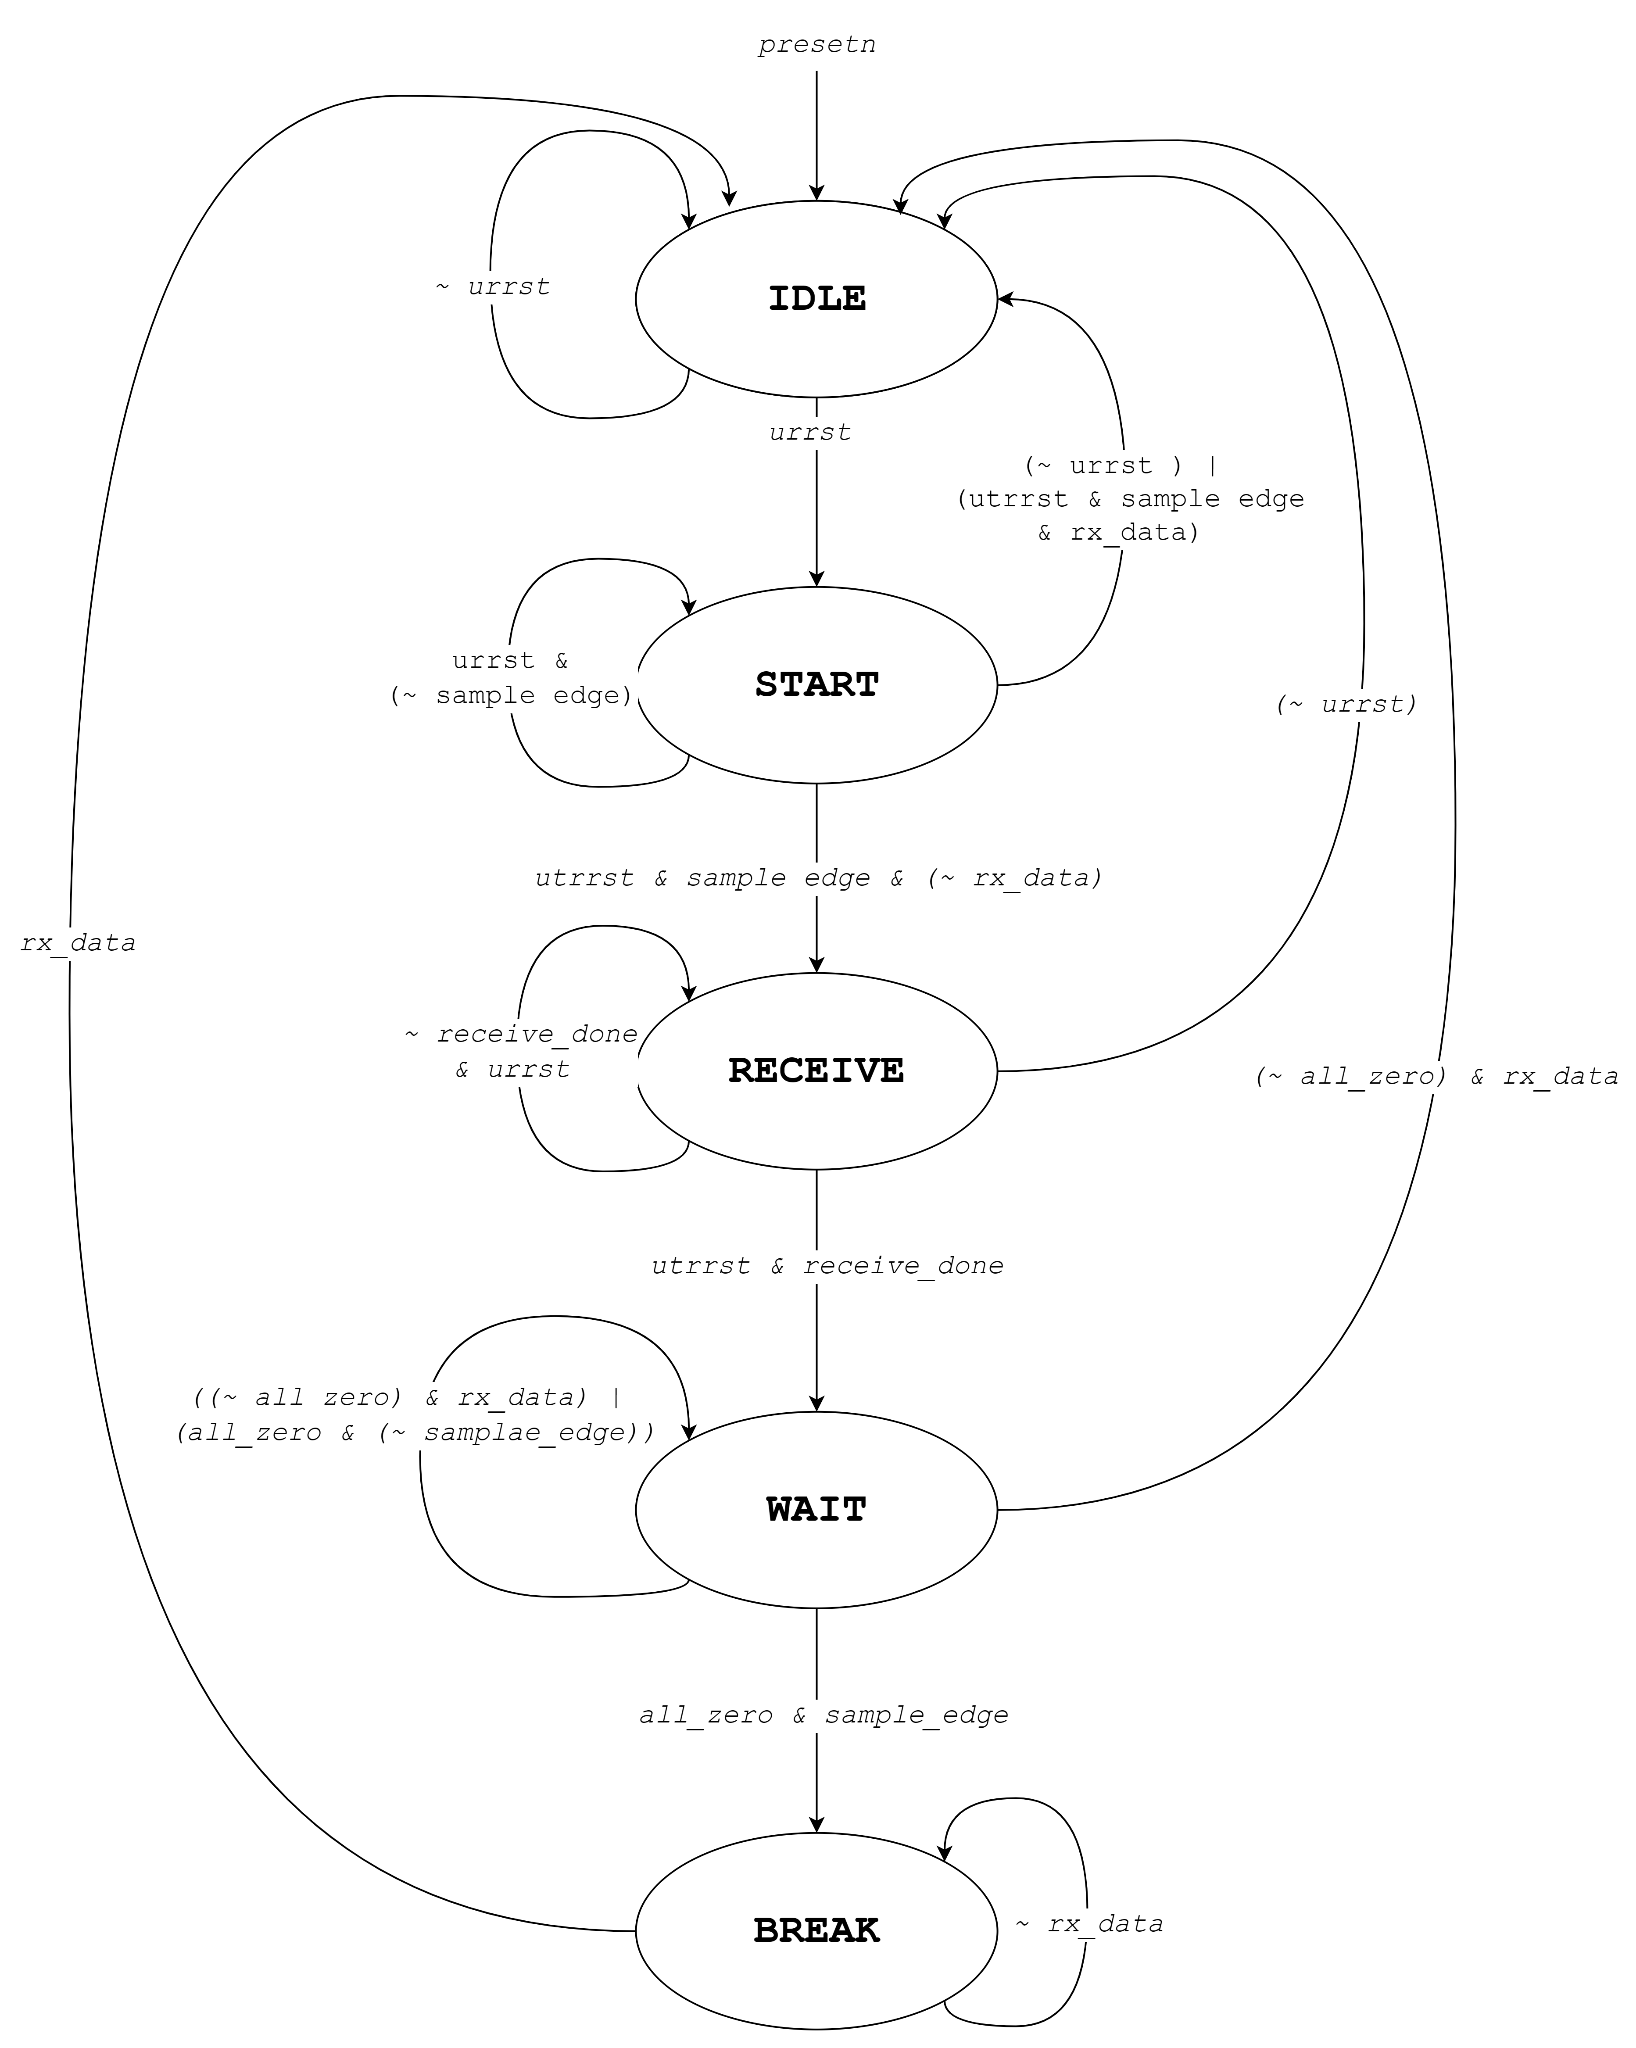 presetn
~ urrst
IDLE
urrst
(~ urrst ) |
(utrrst & sample edge
& rx_data)
urrst &
(~ sample edge)
START
(~ urrst)
utrrst & sample edge & (~ rx_data)
rx_data
~ receive_done
& urrst
RECEIVE
(~ all_zero) & rx_data
utrrst & receive_done
((~ all zero) & rx_data) |
(all_zero & (~ samplae_edge))
WAIT
all_zero & sample_edge
BREAK
~ rx_data